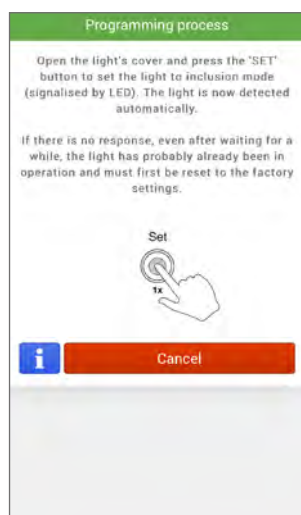 Programming process
Open the light's cover and press the 'SET'
button to set the light to inclusion mode
(signalised by LED). The light is now detected
automatically.
If there is no response, even after waiting for a
while, the light has probably already been in
operation and must first be reset to the factory
settings.
Set
1x
i
Cancel